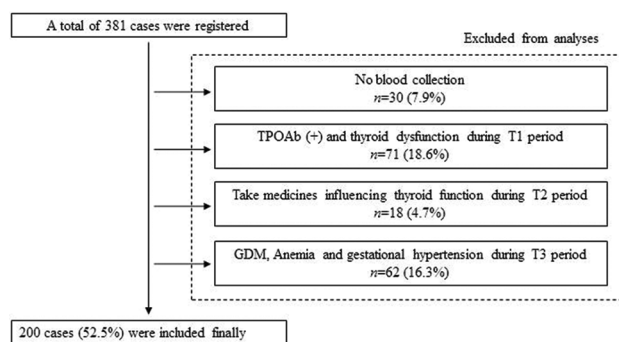 A total of 381 cases were registered
Excluded from analyses
No blood collection
n=30 (7.9%)
TPOAb (+) and thyroid dysfunction during T1 period
n=71 (18.6%)
Take medicines influencing thyroid function during T2 period
n=18 (4.7%)
GDM, Anemia and gestational hypertension during T3 period
n=62 (16.3%)
200 cases (52.5%) were included finally